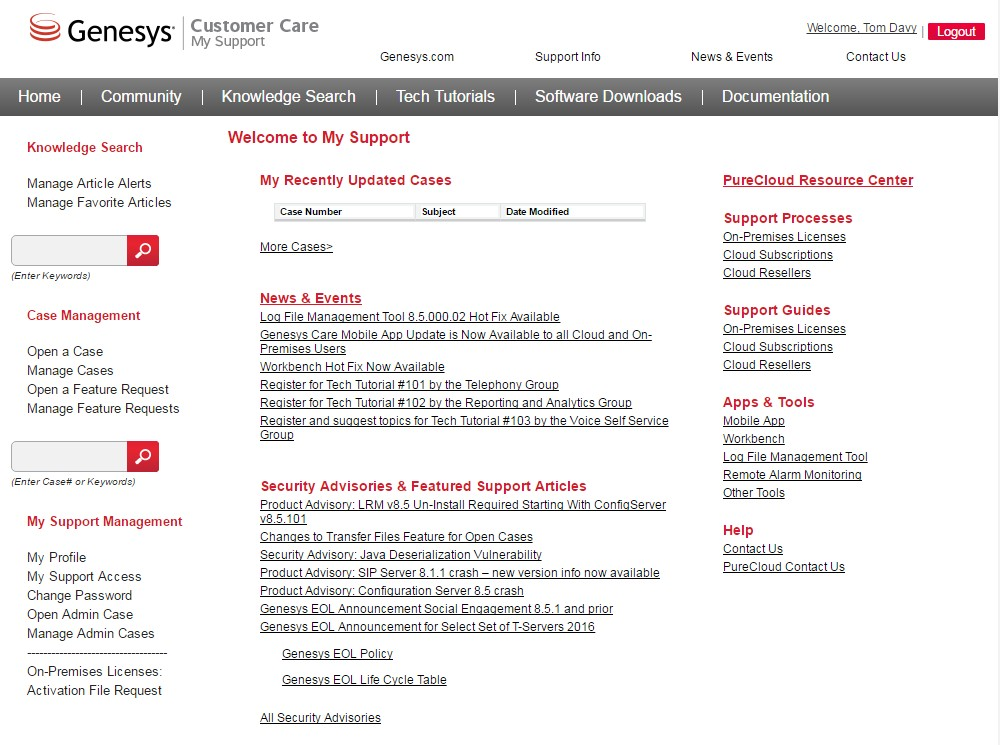 Genesys
Customer Care
My Support
Welcome, Tom Davy | Logout
Genesys.com
Support Info
News & Events
Contact Us
Home | Community | Knowledge Search | Tech Tutorials | Software Downloads | Documentation
Knowledge Search
Manage Article Alerts
Manage Favorite Articles
(Enter Keywords)
Case Management
Open a Case
Manage Cases
Open a Feature Request
Manage Feature Requests
(Enter Case# or Keywords)
My Support Management
My Profile
My Support Access
Change Password
Open Admin Case
Manage Admin Cases
-----------------------------------
On-Premises Licenses:
Activation File Request
Welcome to My Support
My Recently Updated Cases
Case Number Subject Date Modified
More Cases>
News & Events
Log File Management Tool 8.5.000.02 Hot Fix Available
Genesys Care Mobile App Update is Now Available to all Cloud and On-
Premises Users
Workbench Hot Fix Now Available
Register for Tech Tutorial #101 by the Telephony Group
Register for Tech Tutorial #102 by the Reporting and Analytics Group
Register and suggest topics for Tech Tutorial #103 by the Voice Self Service
Group
Security Advisories & Featured Support Articles
Product Advisory: LRM v8.5 Un-Install Required Starting With ConfigServer
v8.5.101
Changes to Transfer Files Feature for Open Cases
Security Advisory: Java Deserialization Vulnerability
Product Advisory: SIP Server 8.1.1 crash – new version info now available
Product Advisory: Configuration Server 8.5 crash
Genesys EOL Announcement Social Engagement 8.5.1 and prior
Genesys EOL Announcement for Select Set of T-Servers 2016
Genesys EOL Policy
Genesys EOL Life Cycle Table
All Security Advisories
PureCloud Resource Center
Support Processes
On-Premises Licenses
Cloud Subscriptions
Cloud Resellers
Support Guides
On-Premises Licenses
Cloud Subscriptions
Cloud Resellers
Apps & Tools
Mobile App
Workbench
Log File Management Tool
Remote Alarm Monitoring
Other Tools
Help
Contact Us
PureCloud Contact Us